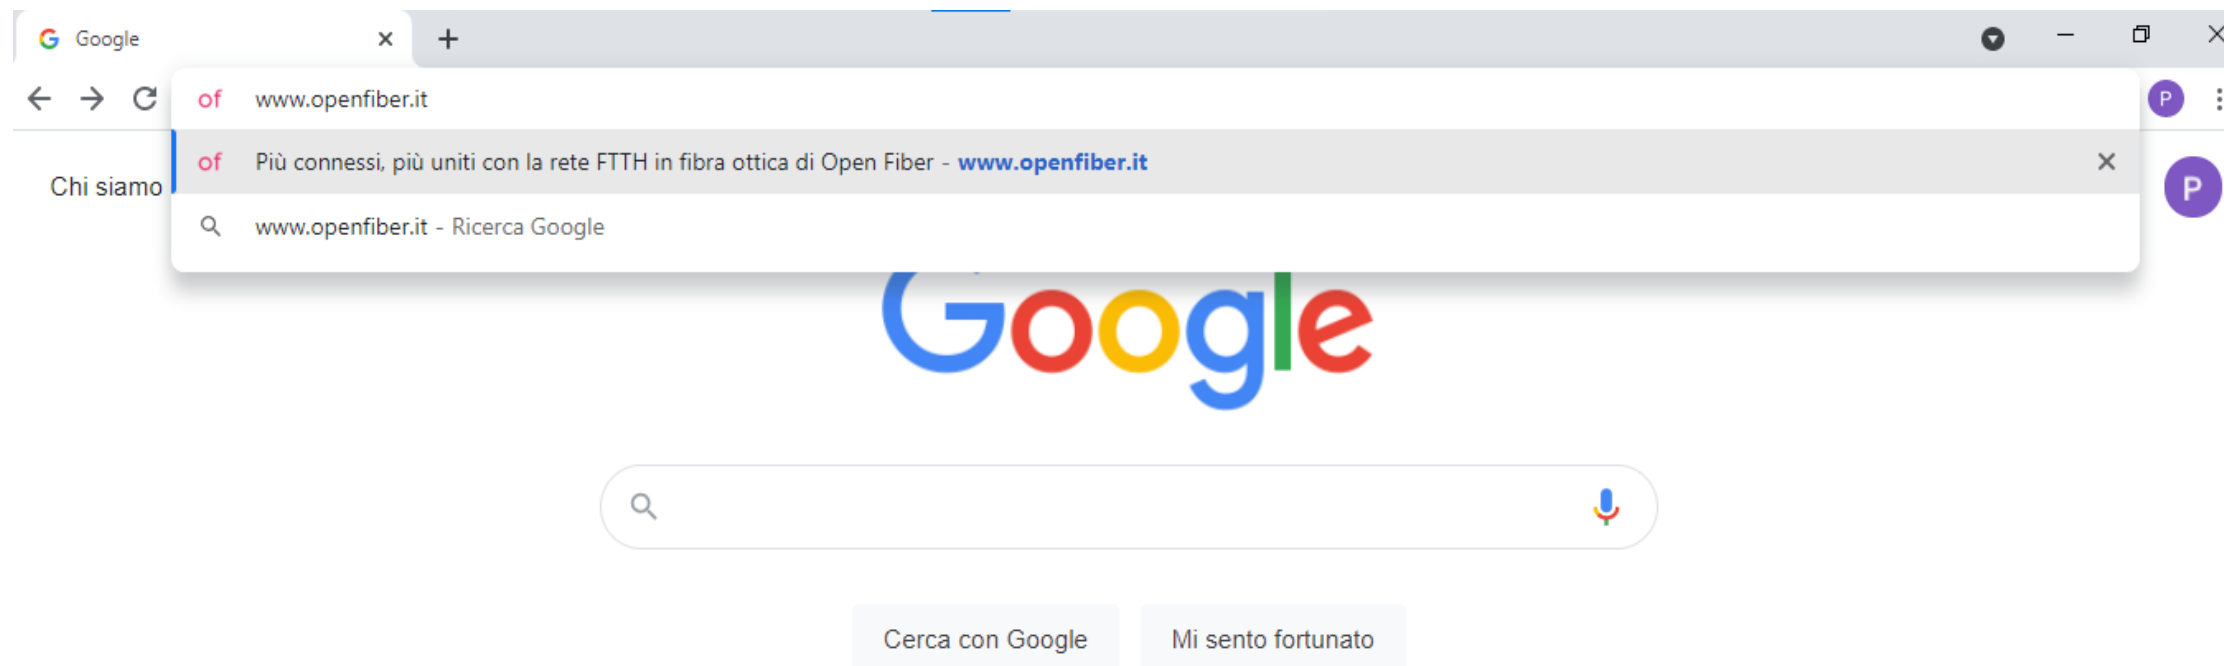 Google
of www.openfiber.it
P
of Più connessi, più uniti con la rete FTTH in fibra ottica di Open Fiber - www.openfiber.it
Chi siamo
P
www.openfiber.it - Ricerca Google
Google
Cerca con Google
Mi sento fortunato